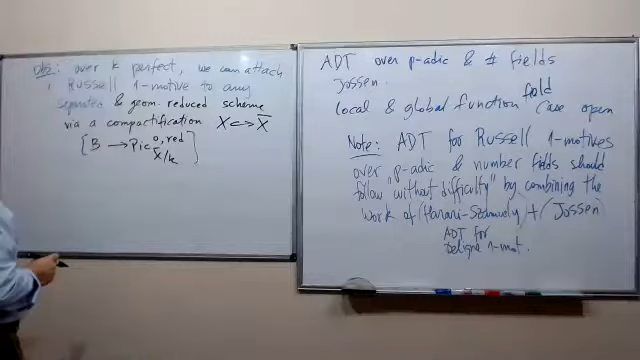 Obs: over k perfect, we can attach
a Russell 1-motive to any
separated & geom. reduced scheme
via a compactification X <-> X̄
[B → Pic^{0, red}_{X̄/k}]
ADT over p-adic & # fields
Jossen.
local & global function field case open
Note: ADT for Russell 1-motives
over p-adic & number fields should
follow "without difficulty" by combining the
work of (Harari-Szamuely) + (Jossen)
ADT for
Deligne 1-mot.